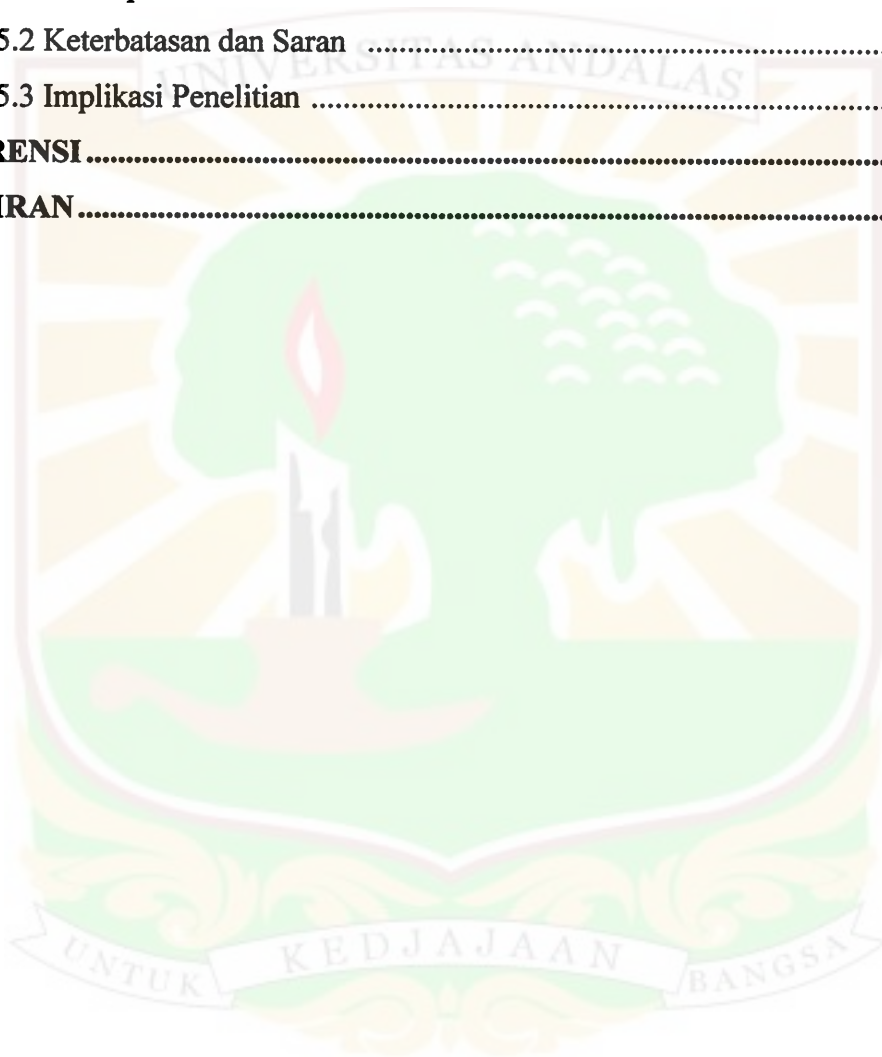 5.2 Keterbatasan dan Saran ............................................................
UNIVERSITAS ANDALAS
5.3 Implikasi Penelitian ......................................................................
RENSI ...........................................................................................
IRAN .............................................................................................
UNTUK KEDJAJAAN BANGSA